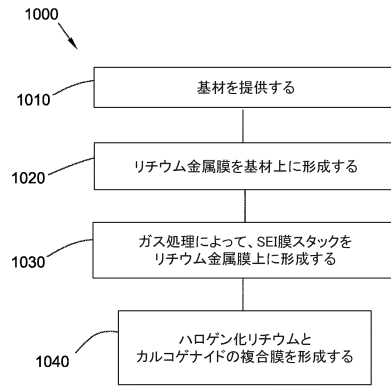 1000
1010
基材を提供する
1020
リチウム金属膜を基材上に形成する
1030
ガス処理によって、SEI膜スタックを
リチウム金属膜上に形成する
1040
ハロゲン化リチウムと
カルコゲナイドの複合膜を形成する